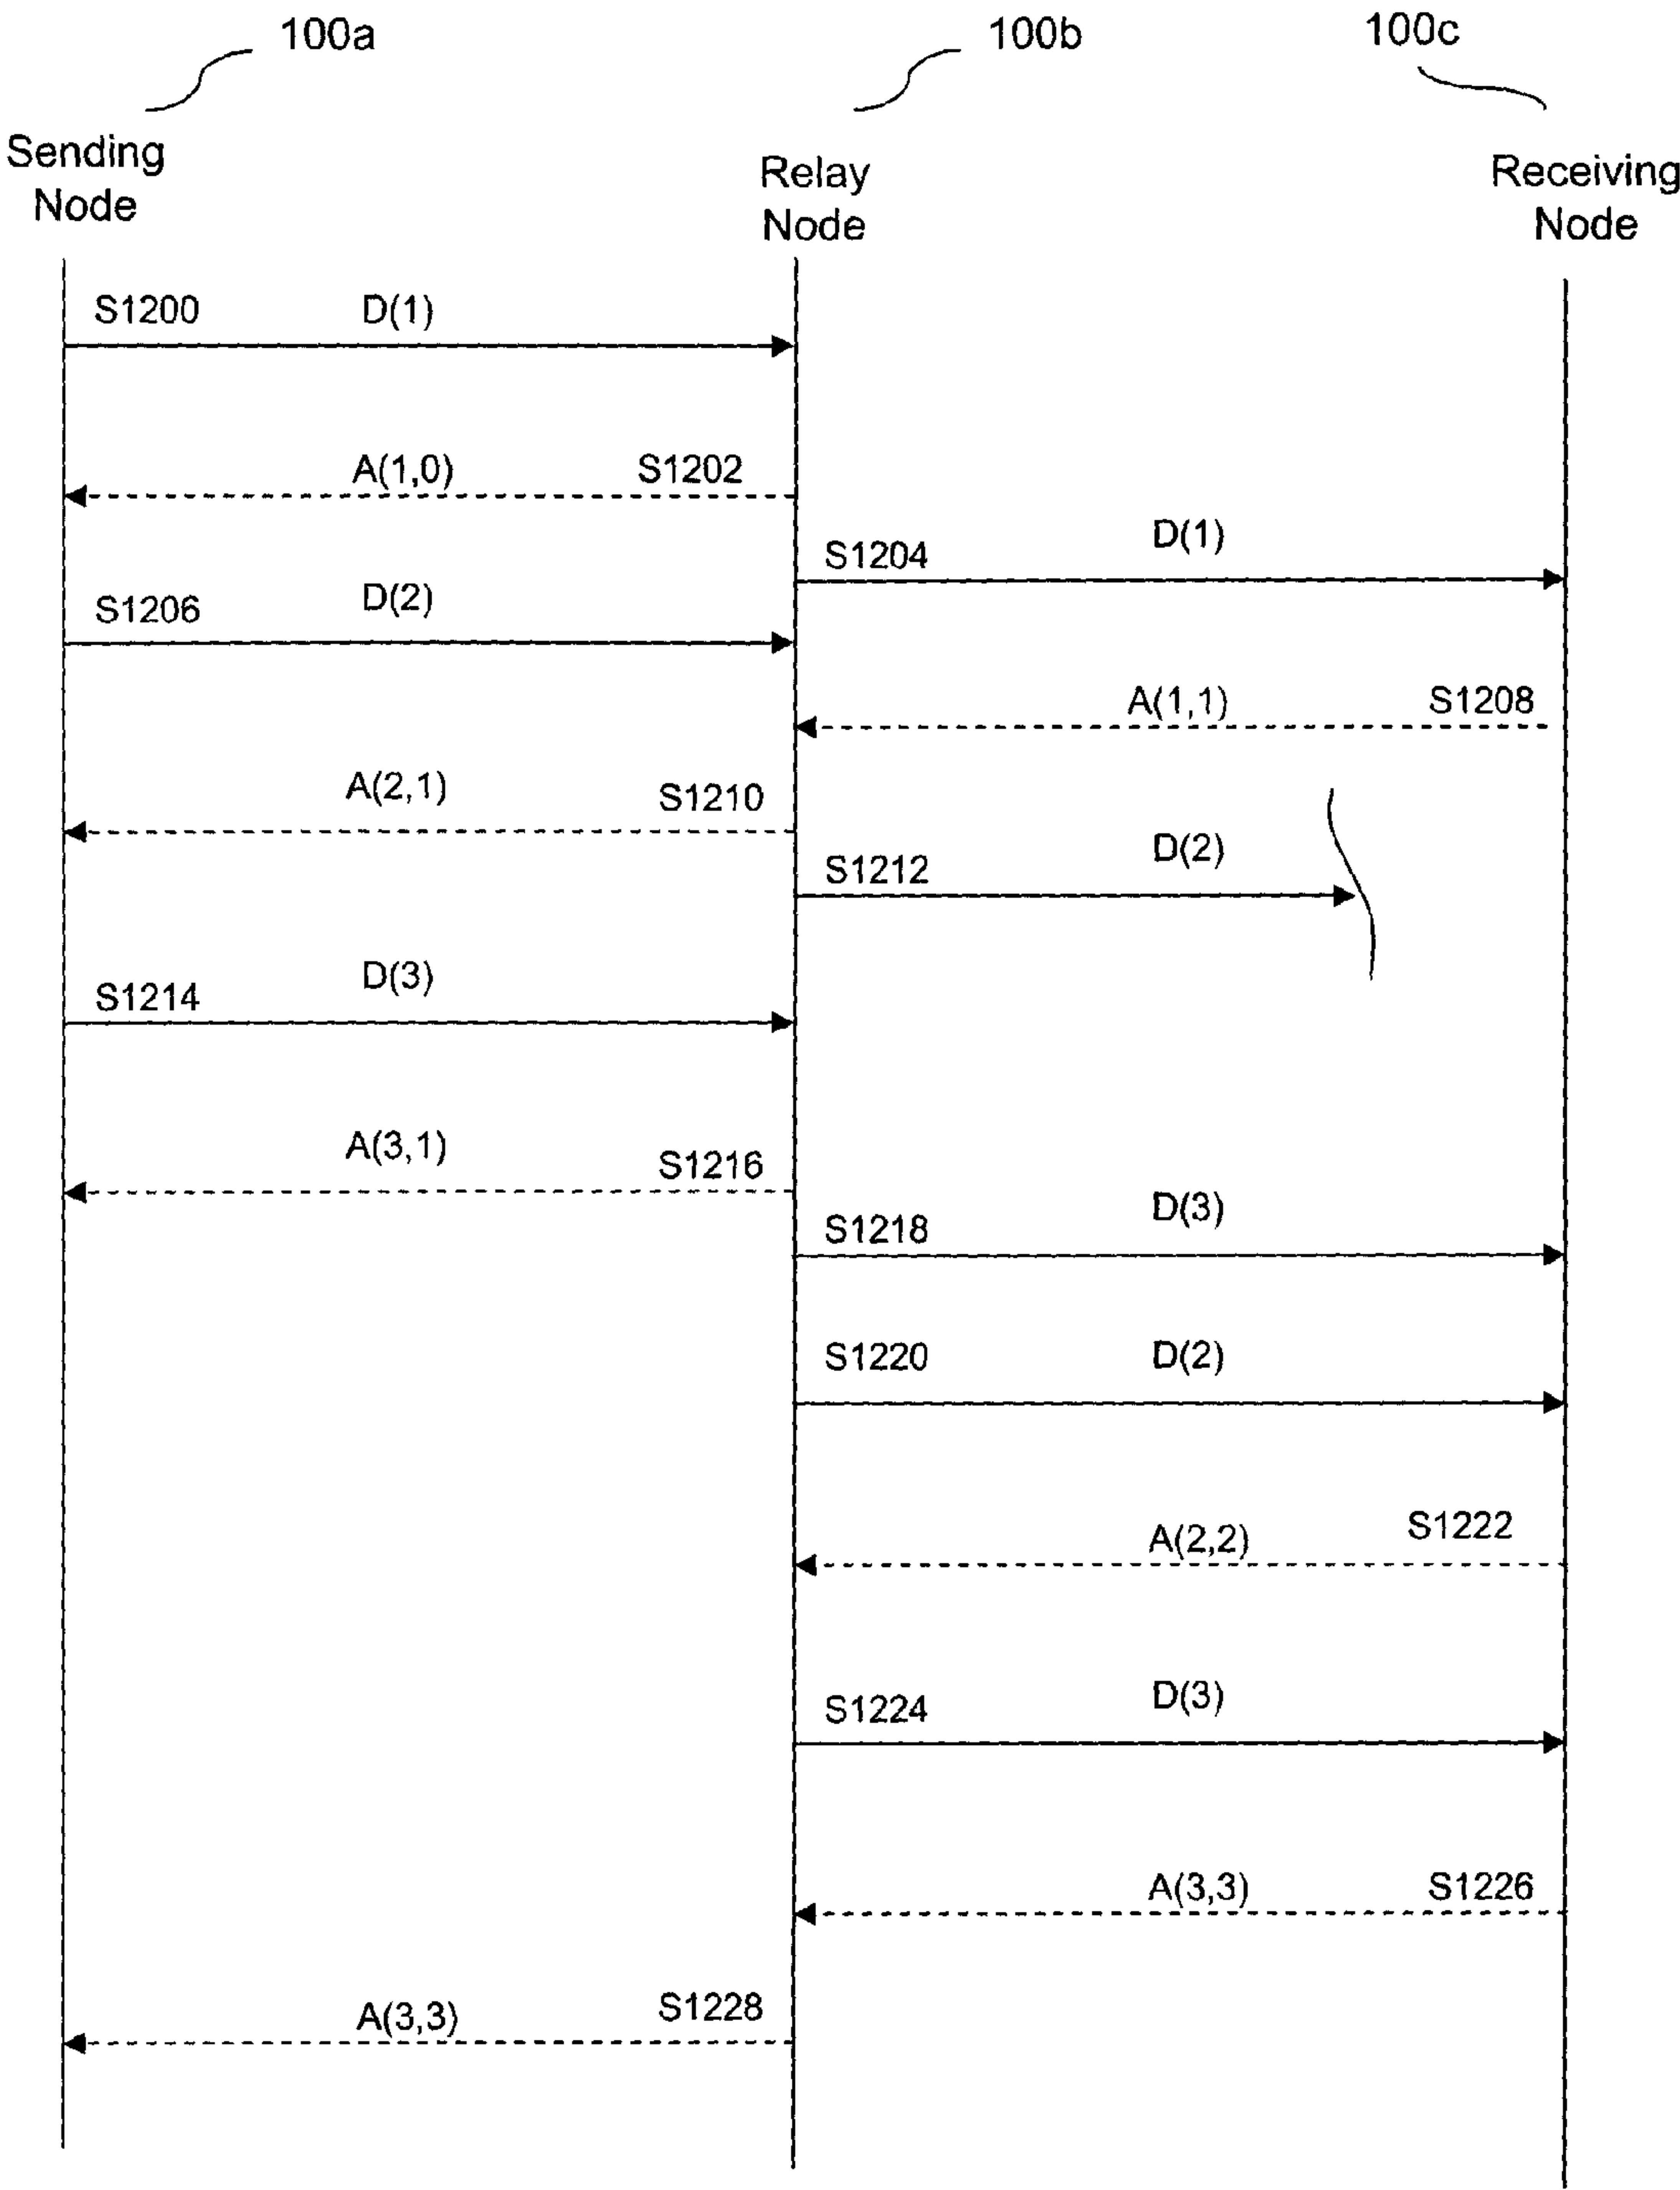 100a
100b
100c
Sending
Node
Relay
Node
Receiving
Node
S1200 D(1)
A(1,0) S1202
S1204 D(1)
S1206 D(2)
A(1,1) S1208
A(2,1) S1210
S1212 D(2)
S1214 D(3)
A(3,1) S1216
S1218 D(3)
S1220 D(2)
A(2,2) S1222
S1224 D(3)
A(3,3) S1226
A(3,3) S1228